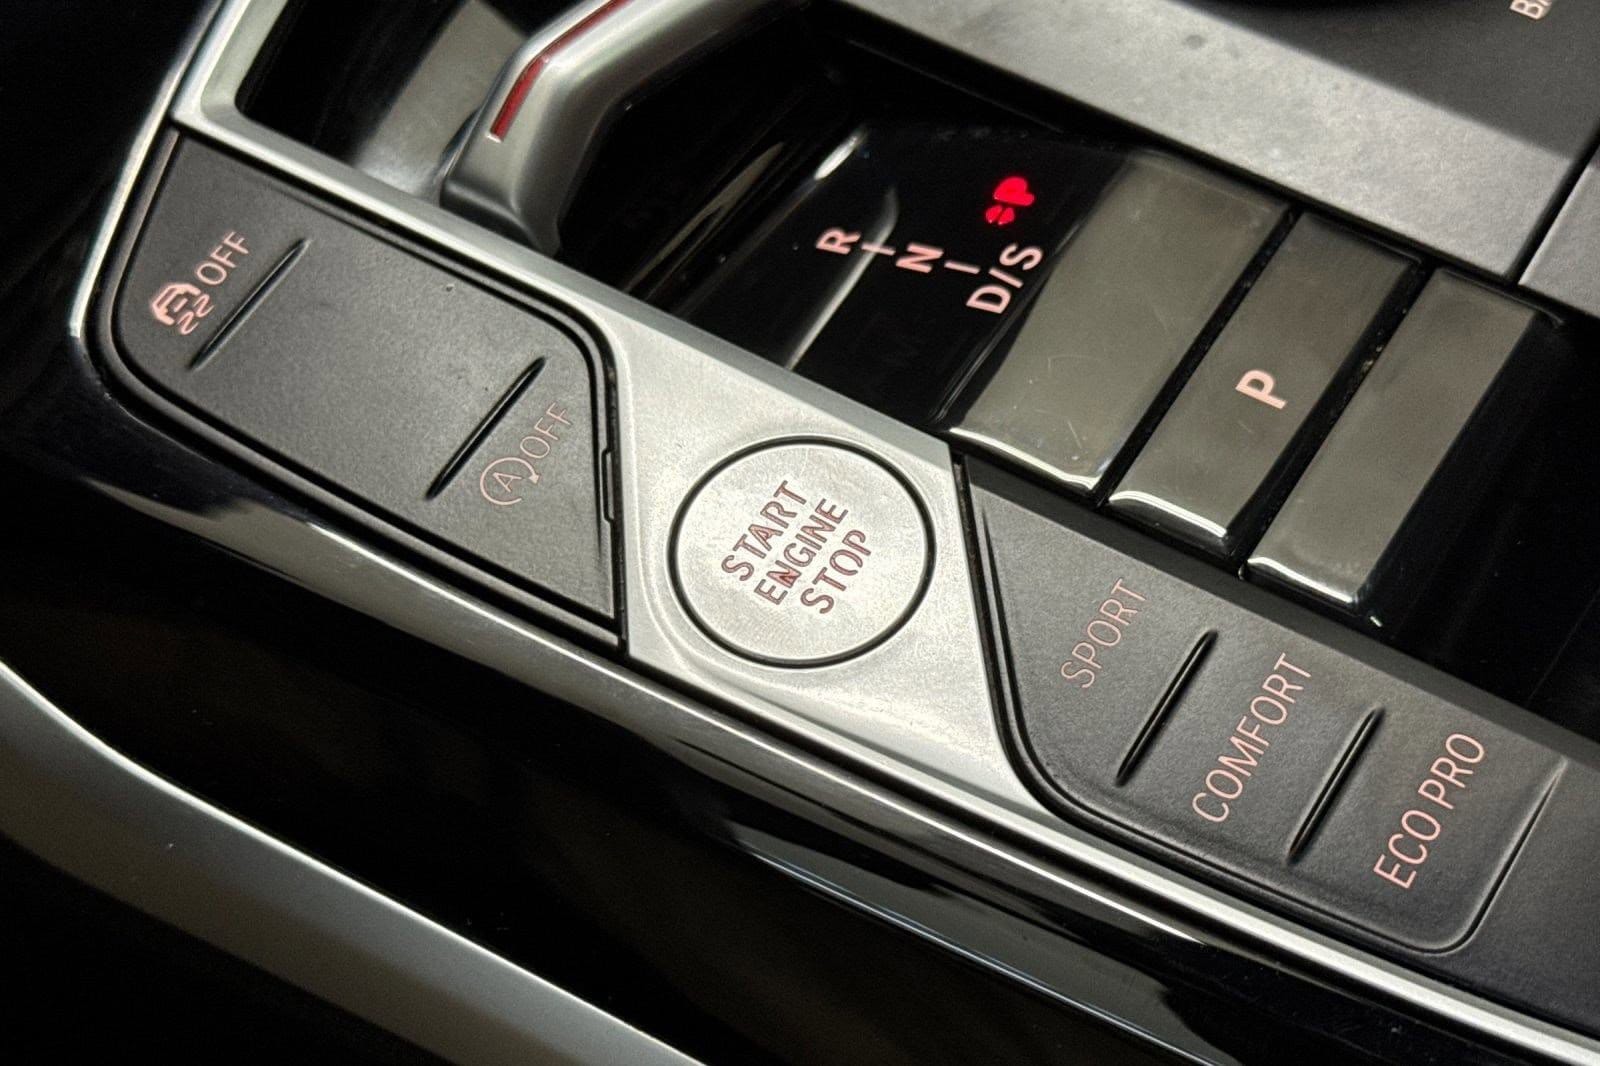 OFF
A OFF
R
N
D/S
P
P
START
ENGINE
STOP
SPORT
COMFORT
ECO PRO